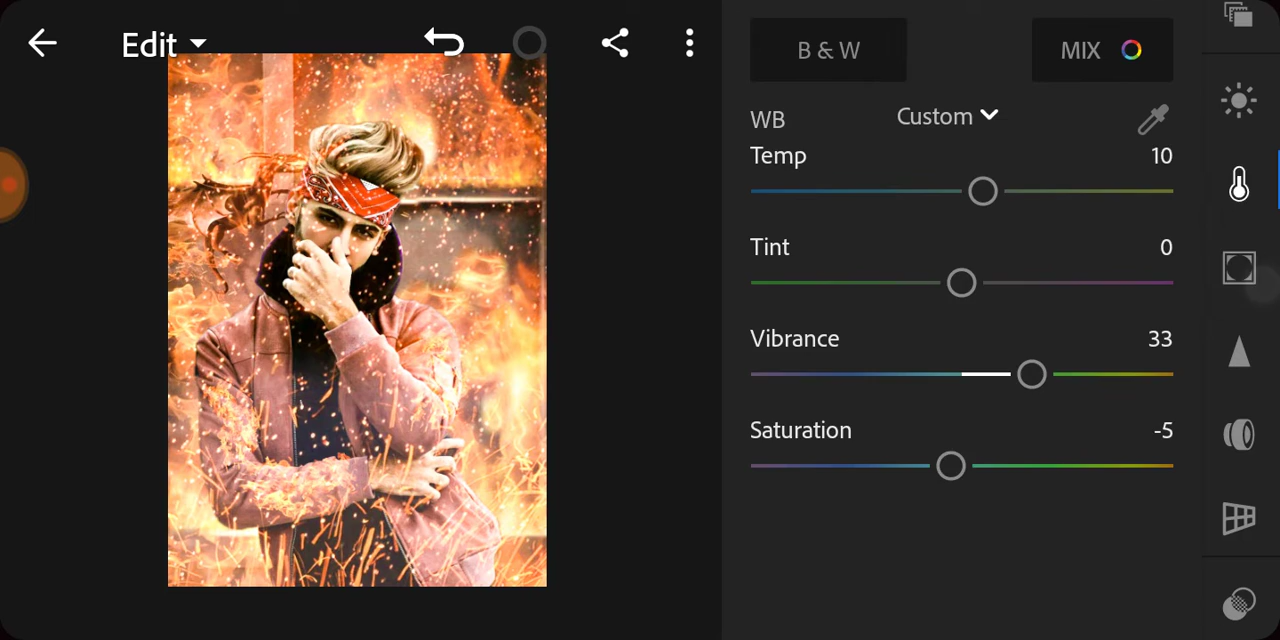 Edit
B & W
MIX
WB
Custom
Temp 10
Tint 0
Vibrance 33
Saturation -5